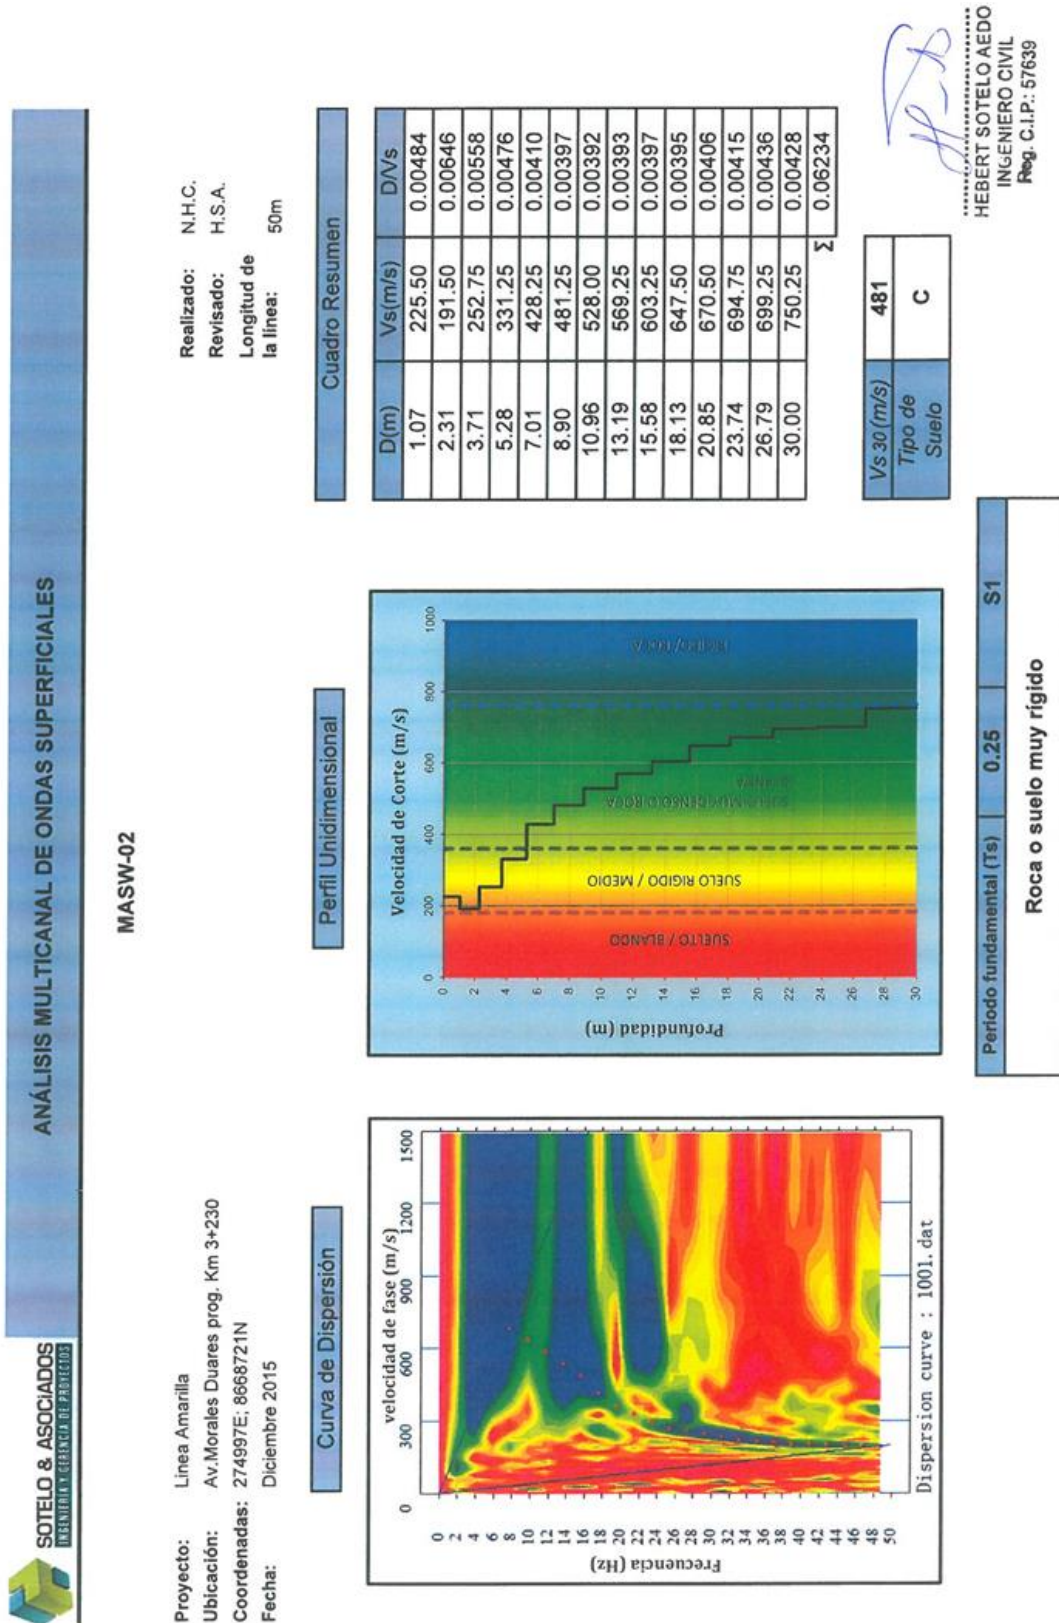 SOTELO & ASOCIADOS
INGENIERÍA Y GERENCIA DE PROYECTOS
ANÁLISIS MULTICANAL DE ONDAS SUPERFICIALES
MASW-02
Proyecto: Linea Amarilla
Ubicación: Av.Morales Duares prog. Km 3+230
Coordenadas: 274997E; 8668721N
Fecha: Diciembre 2015
Realizado: N.H.C.
Revisado: H.S.A.
Longitud de
la línea: 50m
Curva de Dispersión
velocidad de fase (m/s)
0 300 600 900 1200 1500
Frecuencia (Hz)
0 2 4 6 8 10 12 14 16 18 20 22 24 26 28 30 32 34 36 38 40 42 44 46 48 50
Dispersion curve : 1001.dat
Perfil Unidimensional
Velocidad de Corte (m/s)
0 200 400 600 800 1000
Profundidad (m)
0 2 4 6 8 10 12 14 16 18 20 22 24 26 28 30
SUELTO / BLANDO
SUELO RIGIDO / MEDIO
Cuadro Resumen
D(m) Vs(m/s) D/Vs
1.07 225.50 0.00484
2.31 191.50 0.00646
3.71 252.75 0.00558
5.28 331.25 0.00476
7.01 428.25 0.00410
8.90 481.25 0.00397
10.96 528.00 0.00392
13.19 569.25 0.00393
15.58 603.25 0.00397
18.13 647.50 0.00395
20.85 670.50 0.00406
23.74 694.75 0.00415
26.79 699.25 0.00436
30.00 750.25 0.00428
Σ 0.06234
Vs 30 (m/s) 481
Tipo de
Suelo C
Periodo fundamental (Ts) 0.25 S1
Roca o suelo muy rígido
HEBERT SOTELO AEDO
INGENIERO CIVIL
Reg. C.I.P.: 57639